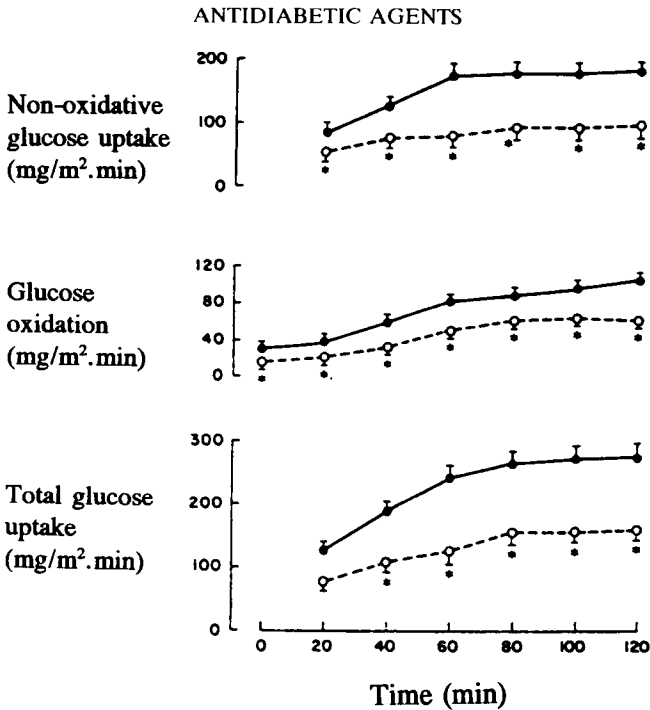 ANTIDIABETIC AGENTS
Non-oxidative
glucose uptake
(mg/m².min)
200
100
0
* * * * * *
Glucose
oxidation
(mg/m².min)
120
80
40
0
* * * * * * *
Total glucose
uptake
(mg/m².min)
300
200
100
0
* * * * *
0 20 40 60 80 100 120
Time (min)